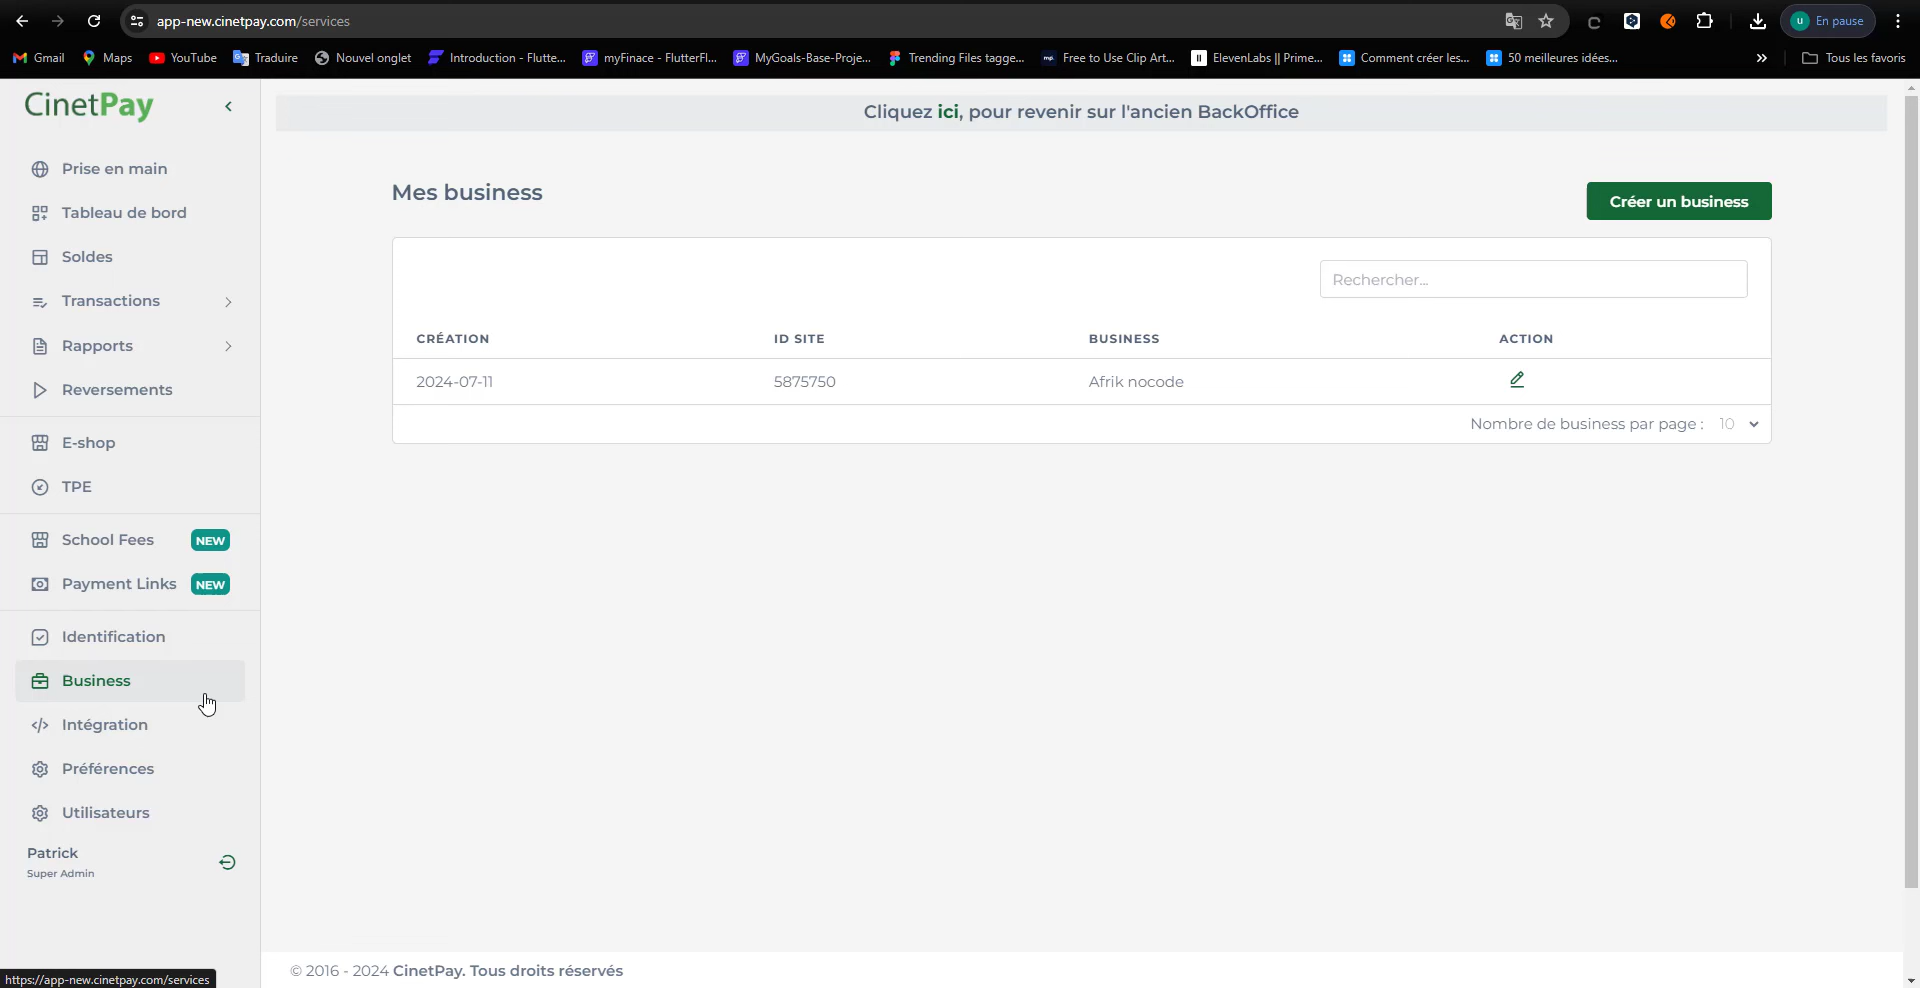 app-new.cinetpay.com/services
En pause
Gmail
Maps
YouTube
Traduire
Nouvel onglet
Introduction - Flutte...
myFinace - FlutterFl...
MyGoals-Base-Proje...
Trending Files tagge...
Free to Use Clip Art...
ElevenLabs || Prime...
Comment créer les...
50 meilleures idées...
Tous les favoris
CinetPay
Cliquez ici, pour revenir sur l'ancien BackOffice
Prise en main
Tableau de bord
Soldes
Transactions
Rapports
Reversements
E-shop
TPE
School Fees NEW
Payment Links NEW
Identification
Business
Intégration
Préférences
Utilisateurs
Patrick
Super Admin
Mes business
Créer un business
Rechercher...
CRÉATION ID SITE BUSINESS ACTION
2024-07-11 5875750 Afrik nocode
Nombre de business par page : 10
© 2016 - 2024 CinetPay. Tous droits réservés
https://app-new.cinetpay.com/services